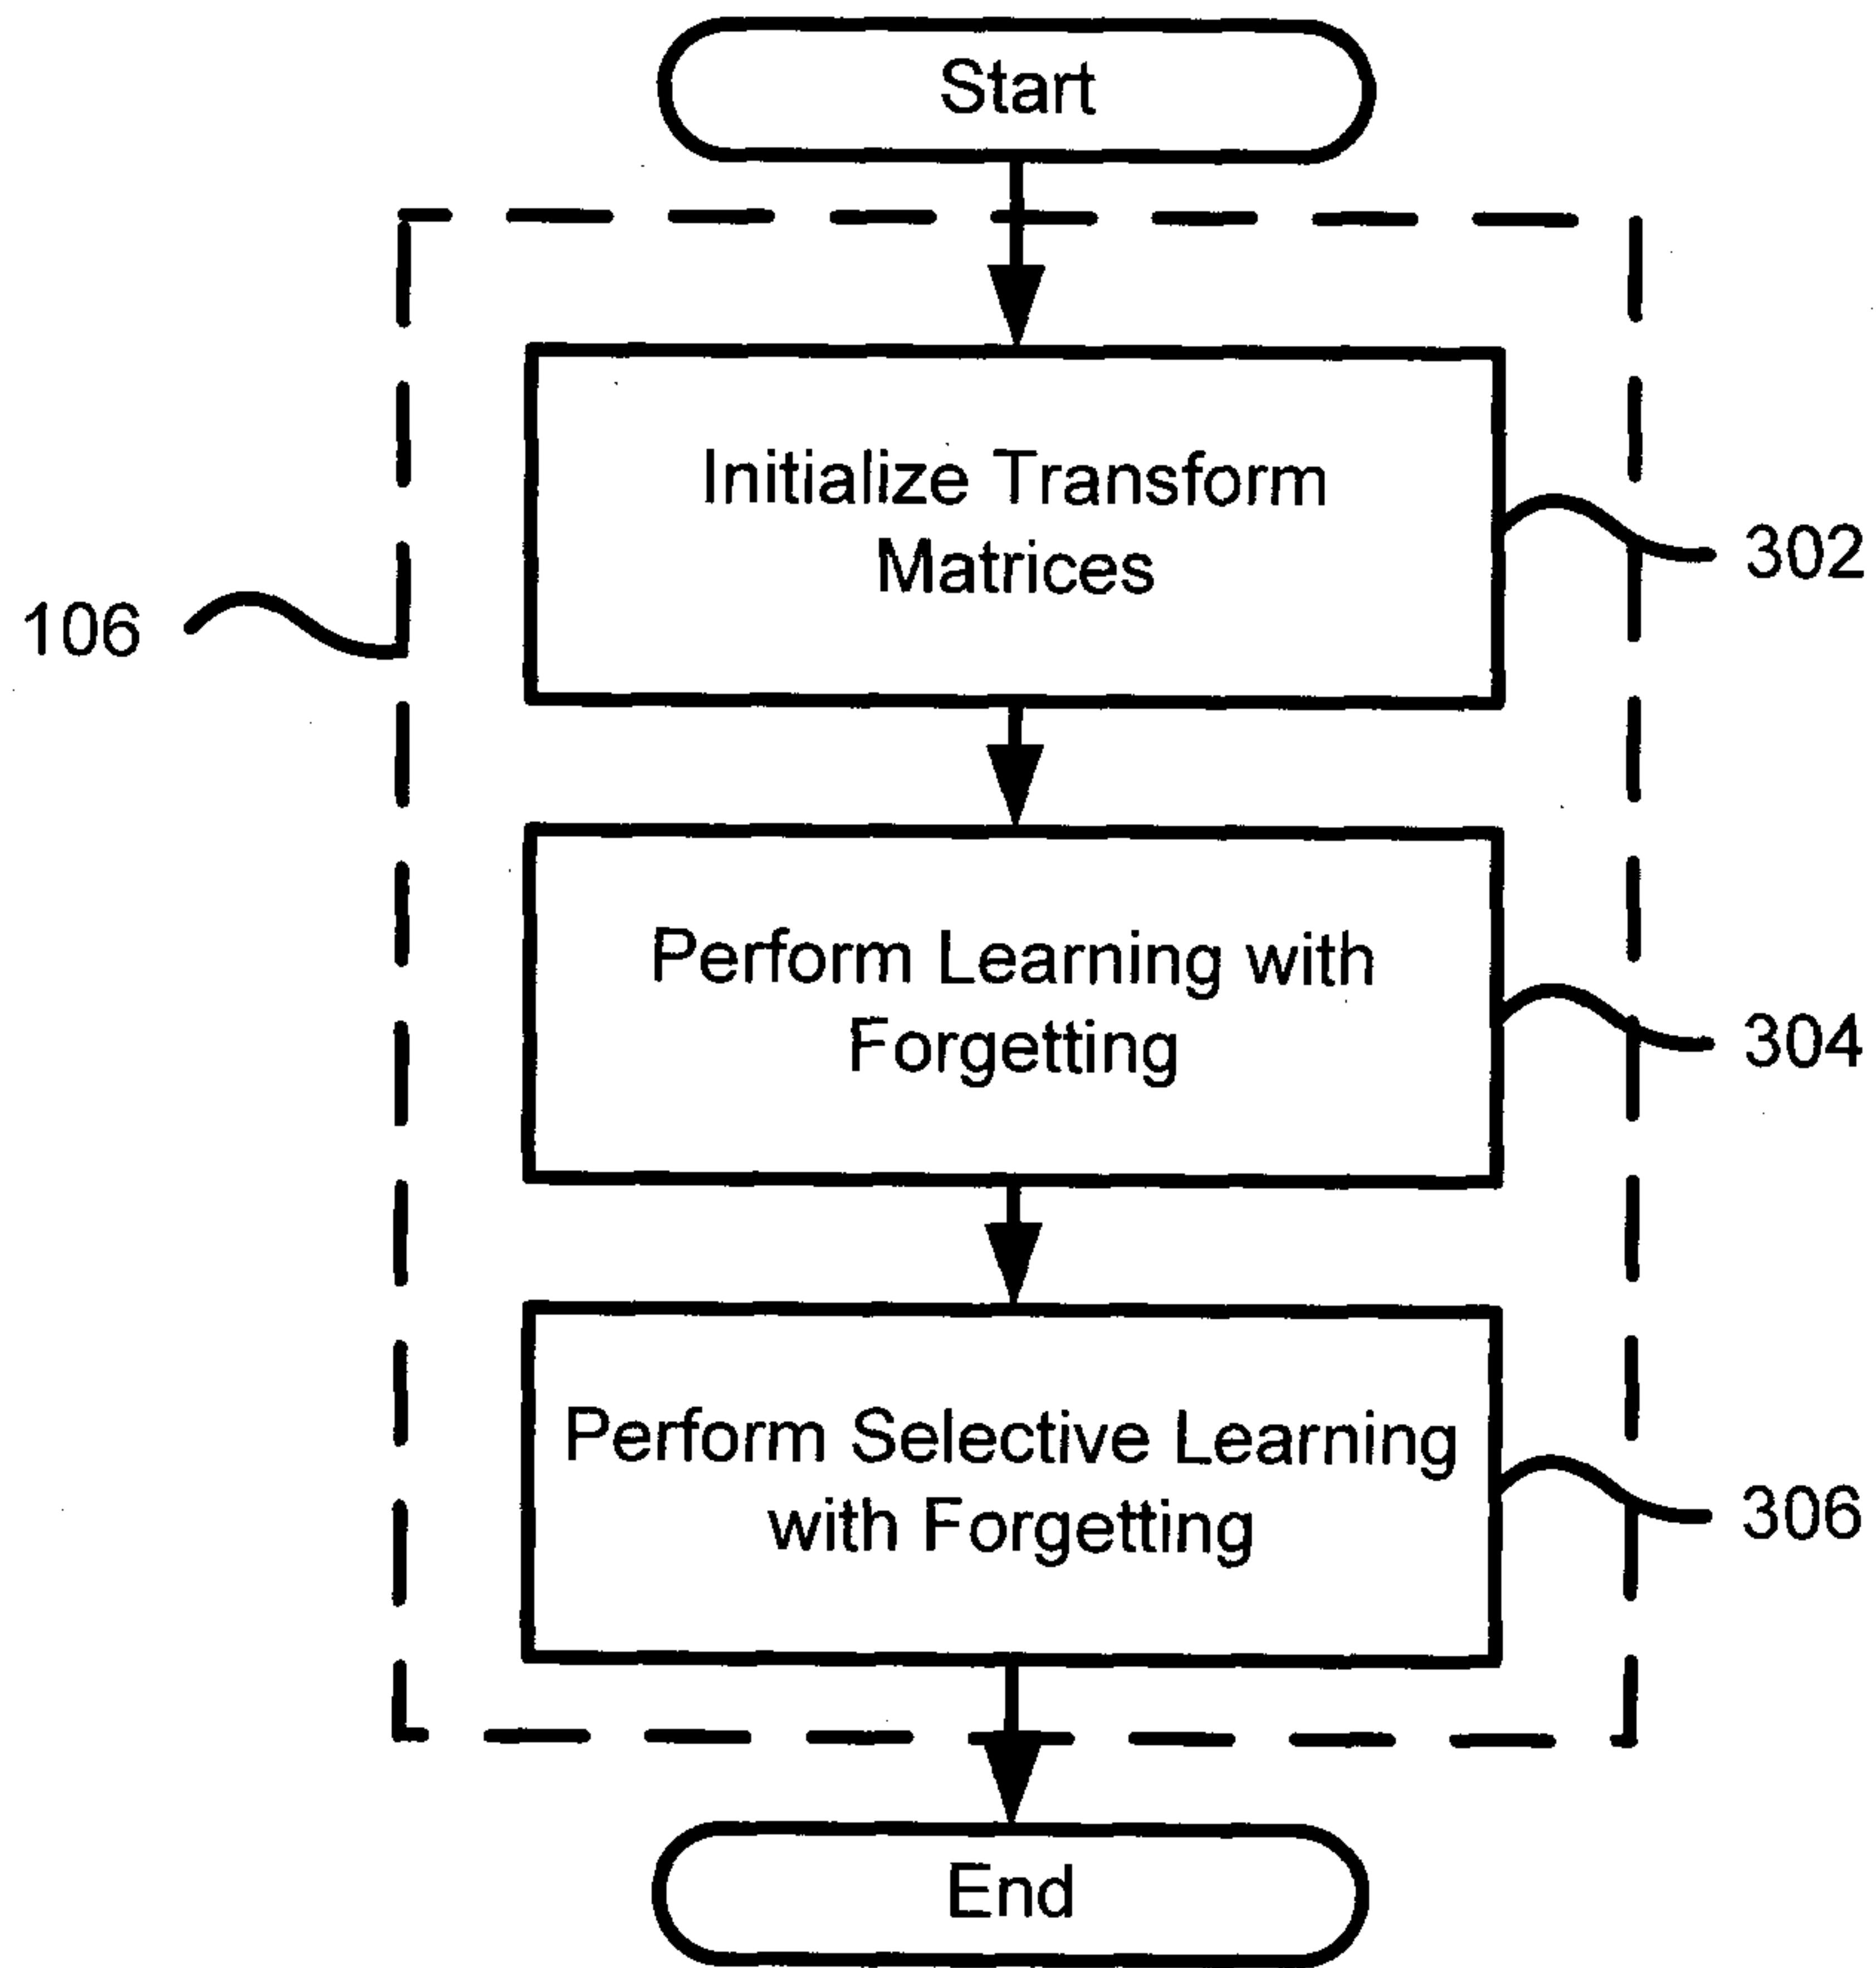 Start
Initialize Transform
Matrices
302
106
Perform Learning with
Forgetting
304
Perform Selective Learning
with Forgetting
306
End